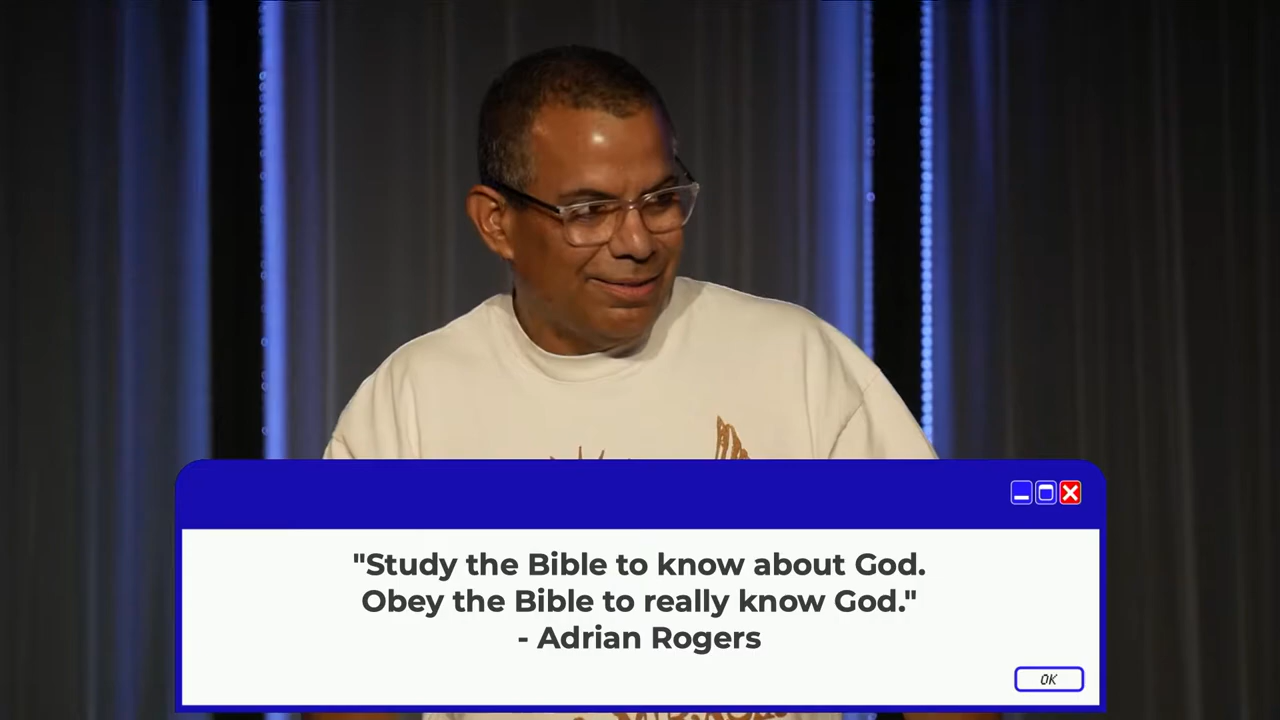 "Study the Bible to know about God.
Obey the Bible to really know God."
- Adrian Rogers
OK